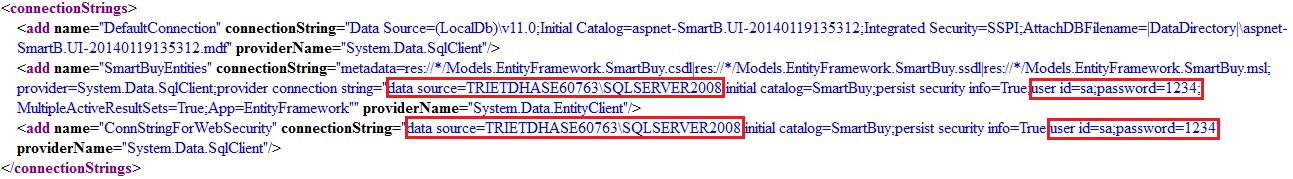 <connectionStrings>
<add name="DefaultConnection" connectionString="Data Source=(LocalDb)\v11.0;Initial Catalog=aspnet-SmartB.UI-20140119135312;Integrated Security=SSPI;AttachDBFilename=|DataDirectory|\aspnet-
SmartB.UI-20140119135312.mdf" providerName="System.Data.SqlClient"/>
<add name="SmartBuyEntities" connectionString="metadata=res://*/Models.EntityFramework.SmartBuy.csdl|res://*/Models.EntityFramework.SmartBuy.ssdl|res://*/Models.EntityFramework.SmartBuy.msl;
provider=System.Data.SqlClient;provider connection string="data source=TRIETDHASE60763\SQLSERVER2008 initial catalog=SmartBuy;persist security info=True user id=sa;password=1234;
MultipleActiveResultSets=True;App=EntityFramework"" providerName="System.Data.EntityClient"/>
<add name="ConnStringForWebSecurity" connectionString="data source=TRIETDHASE60763\SQLSERVER2008 initial catalog=SmartBuy;persist security info=True user id=sa;password=1234
providerName="System.Data.SqlClient"/>
</connectionStrings>